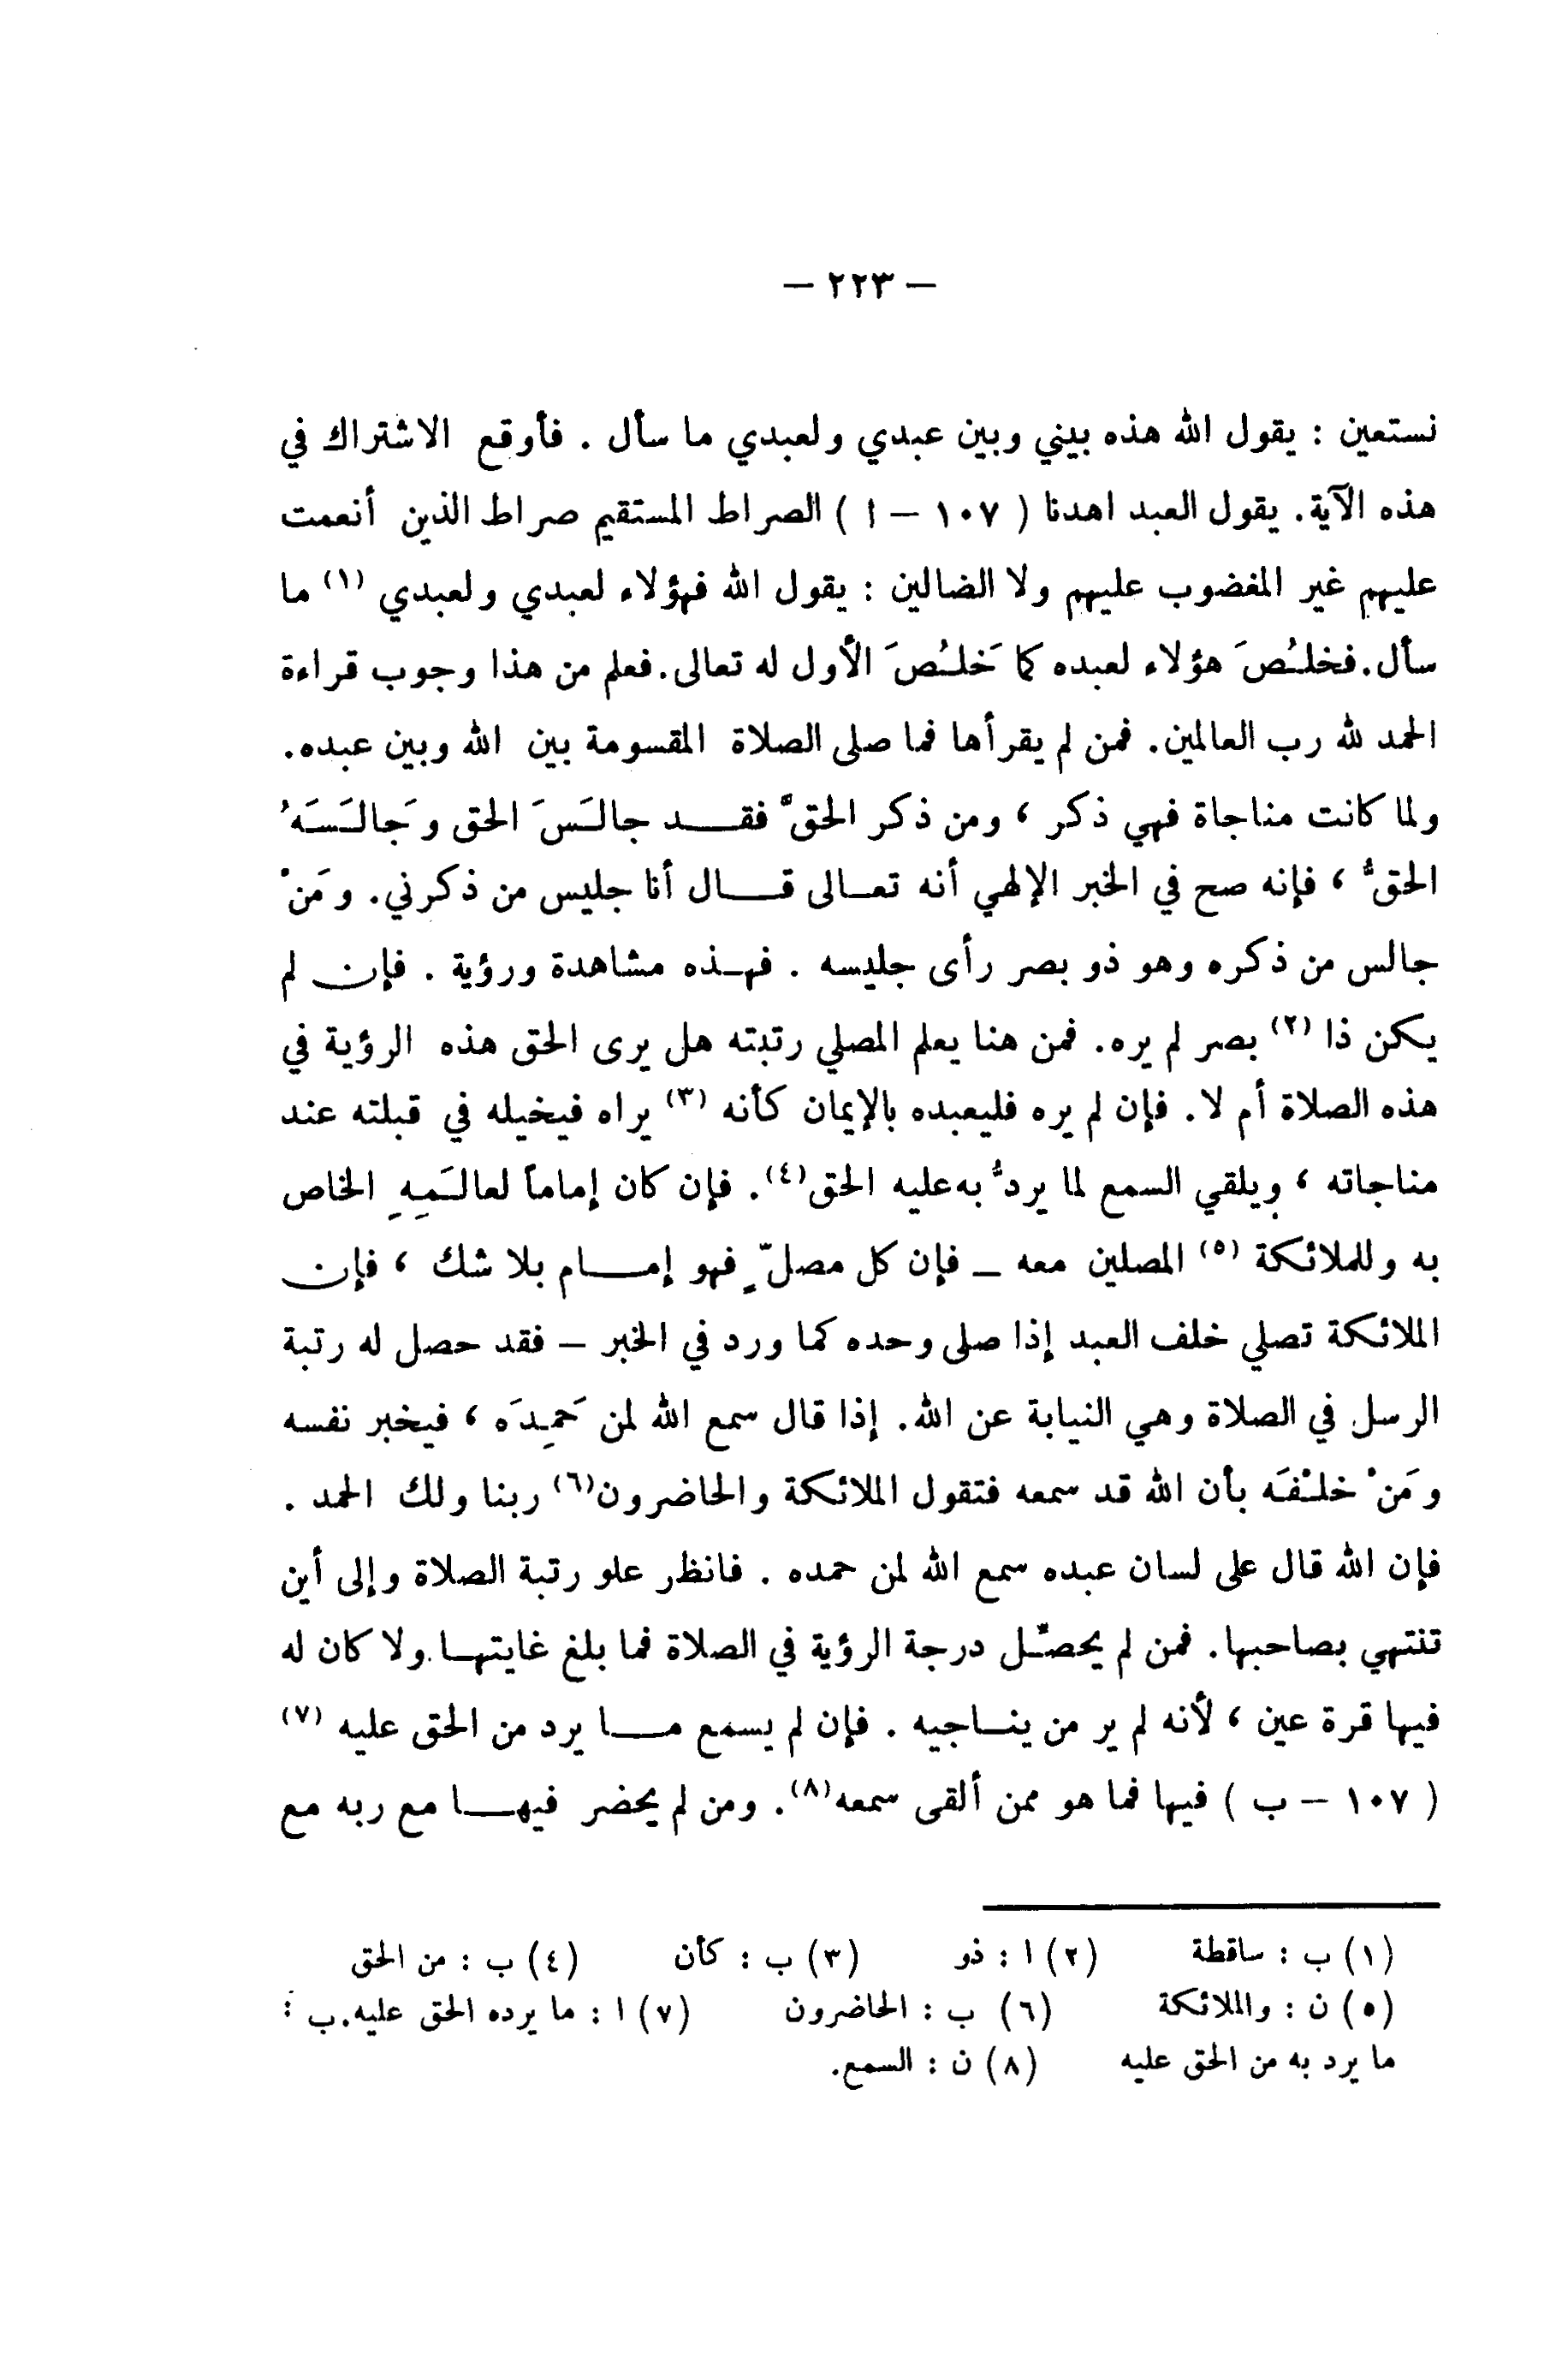 — ٢٢٣ —
نستعين : يقول الله هذه بيني وبين عبدي ولعبدي ما سأل . فأوقع الاشتراك في
هذه الآية. يقول العبد اهدنا ( ١٠٧ – ا ) الصراط المستقيم صراط الذين أنعمت
عليهم غير المغضوب عليهم ولا الضالين : يقول الله فهؤلاء لعبدي ولعبدي (١) ما
سأل. فخلُصَ هؤلاء لعبده كما خَلُصَ الأول له تعالى. فعلم من هذا وجوب قراءة
الحمد لله رب العالمين. فمن لم يقرأها فما صلى الصلاة المقسومة بين الله وبين عبده.
ولما كانت مناجاة فهي ذكر ، ومن ذكر الحقَّ فقد جالَسَ الحق وجَالَسَهُ
الحقُّ ، فإنه صح في الخبر الإلهي أنه تعالى قال أنا جليس من ذكرني. ومَنْ
جالس من ذكره وهو ذو بصر رأى جليسه . فهذه مشاهدة ورؤية . فإن لم
يكن ذا (٢) بصر لم يره. فمن هنا يعلم المصلي رتبته هل يرى الحق هذه الرؤية في
هذه الصلاة أم لا. فإن لم يره فليعبده بالإيمان كأنه (٣) يراه فيخيله في قبلته عند
مناجاته ، ويلقي السمع لما يردُّ به عليه الحق(٤). فإن كان إماماً لعالَمِهِ الخاص
به وللملائكة (٥) المصلين معه – فإن كل مصلٍّ فهو إمام بلا شك ، فإن
الملائكة تصلي خلف العبد إذا صلى وحده كما ورد في الخبر – فقد حصل له رتبة
الرسل في الصلاة وهي النيابة عن الله. إذا قال سمع الله لمن حَمِدَه ، فيخبر نفسه
ومَنْ خلْفَه بأن الله قد سمعه فتقول الملائكة والحاضرون(٦) ربنا ولك الحمد .
فإن الله قال على لسان عبده سمع الله لمن حمده . فانظر علو رتبة الصلاة وإلى أين
تنتهي بصاحبها. فمن لم يحصِّل درجة الرؤية في الصلاة فما بلغ غايتها ولا كان له
فيها قرة عين ، لأنه لم ير من يناجيه . فإن لم يسمع ما يرد من الحق عليه (٧)
( ١٠٧ – ب ) فيها فما هو ممن ألقى سمعه(٨). ومن لم يحضر فيها مع ربه مع
(١) ب : ساقطة (٢) ا : ذو (٣) ب : كأن (٤) ب : من الحق
(٥) ن : والملائكة (٦) ب : الحاضرون (٧) ا : ما يرده الحق عليه. ب :
ما يرد به من الحق عليه (٨) ن : السمع.